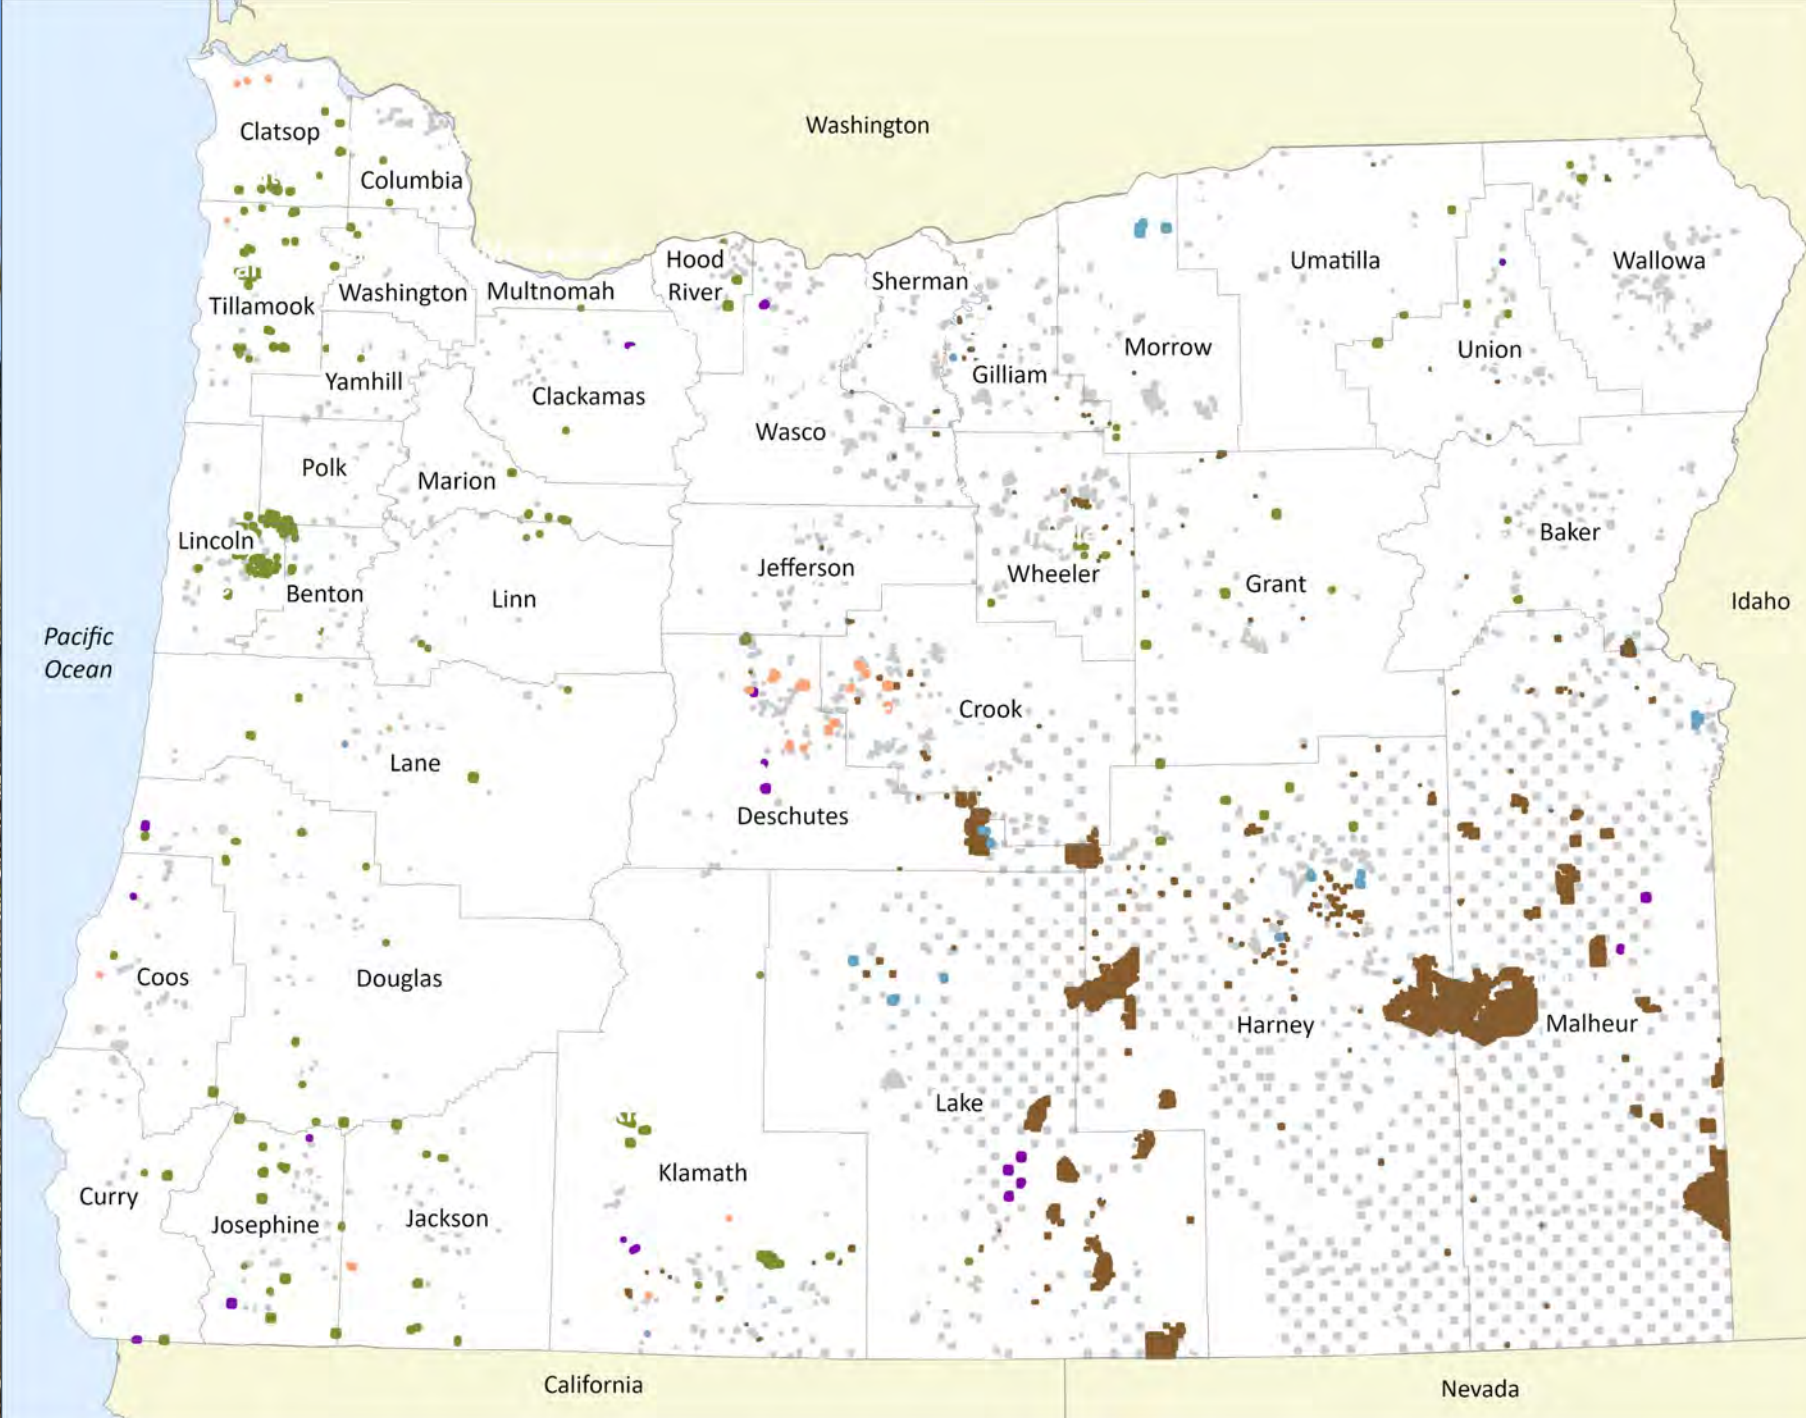 Washington
Clatsop
Columbia
Hood
River
Sherman
Umatilla
Wallowa
Tillamook
Washington
Multnomah
Morrow
Union
Gilliam
Yamhill
Clackamas
Wasco
Polk
Marion
Lincoln
Baker
Jefferson
Wheeler
Grant
Benton
Linn
Idaho
Pacific
Ocean
Crook
Lane
Deschutes
Coos
Douglas
Harney
Malheur
Lake
Klamath
Curry
Josephine
Jackson
California
Nevada